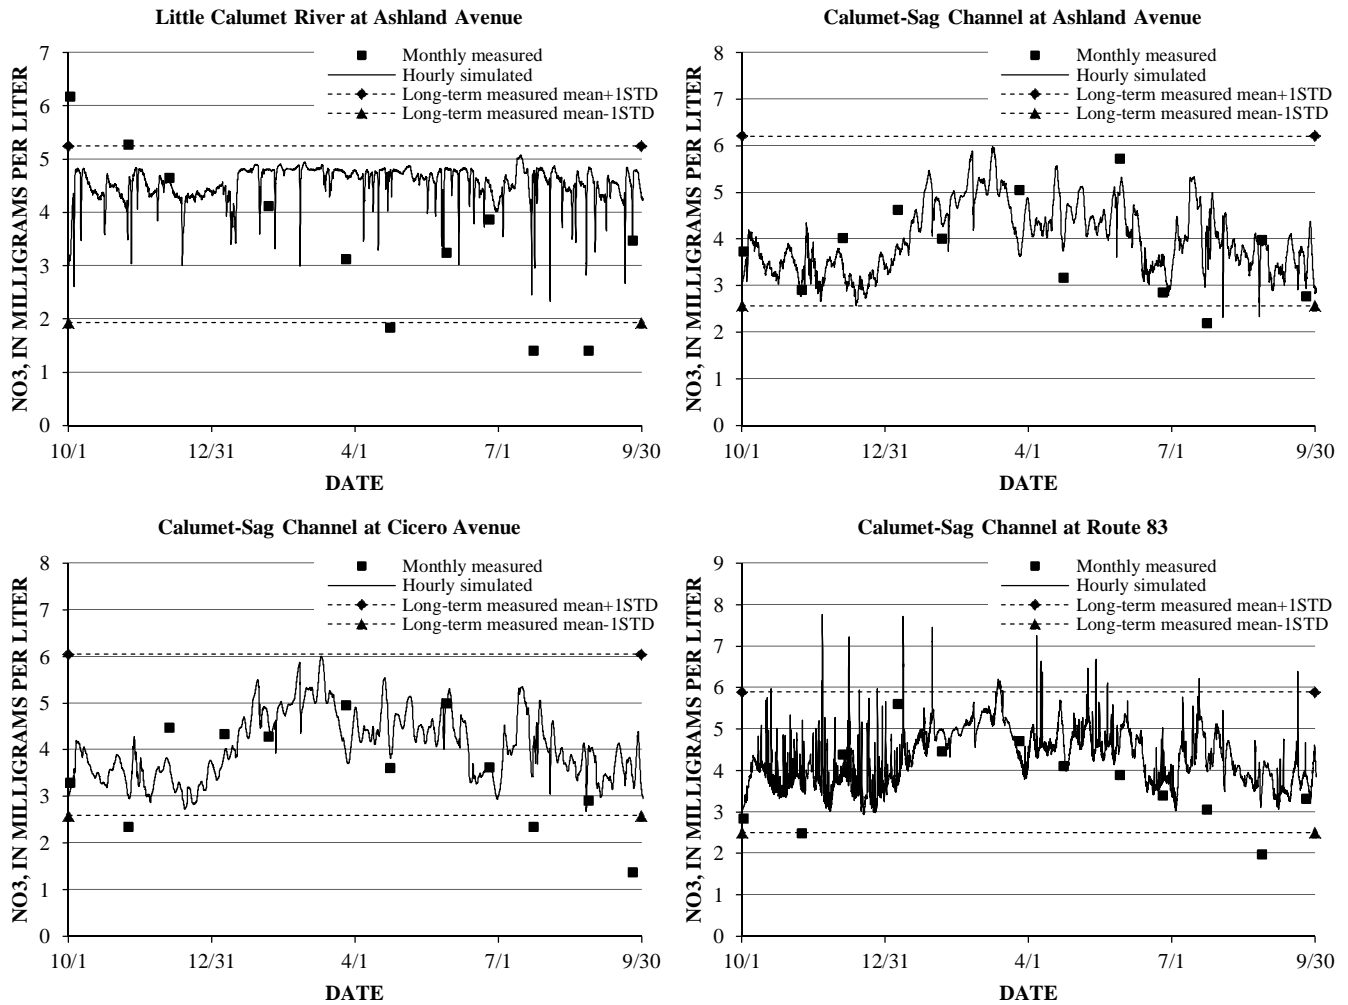 Little Calumet River at Ashland Avenue
NO3, IN MILLIGRAMS PER LITER
7
6
5
4
3
2
1
0
Monthly measured
Hourly simulated
Long-term measured mean+1STD
Long-term measured mean-1STD
10/1 12/31 4/1 7/1 9/30
DATE
Calumet-Sag Channel at Ashland Avenue
NO3, IN MILLIGRAMS PER LITER
8
7
6
5
4
3
2
1
0
Monthly measured
Hourly simulated
Long-term measured mean+1STD
Long-term measured mean-1STD
10/1 12/31 4/1 7/1 9/30
DATE
Calumet-Sag Channel at Cicero Avenue
NO3, IN MILLIGRAMS PER LITER
8
7
6
5
4
3
2
1
0
Monthly measured
Hourly simulated
Long-term measured mean+1STD
Long-term measured mean-1STD
10/1 12/31 4/1 7/1 9/30
DATE
Calumet-Sag Channel at Route 83
NO3, IN MILLIGRAMS PER LITER
9
8
7
6
5
4
3
2
1
0
Monthly measured
Hourly simulated
Long-term measured mean+1STD
Long-term measured mean-1STD
10/1 12/31 4/1 7/1 9/30
DATE